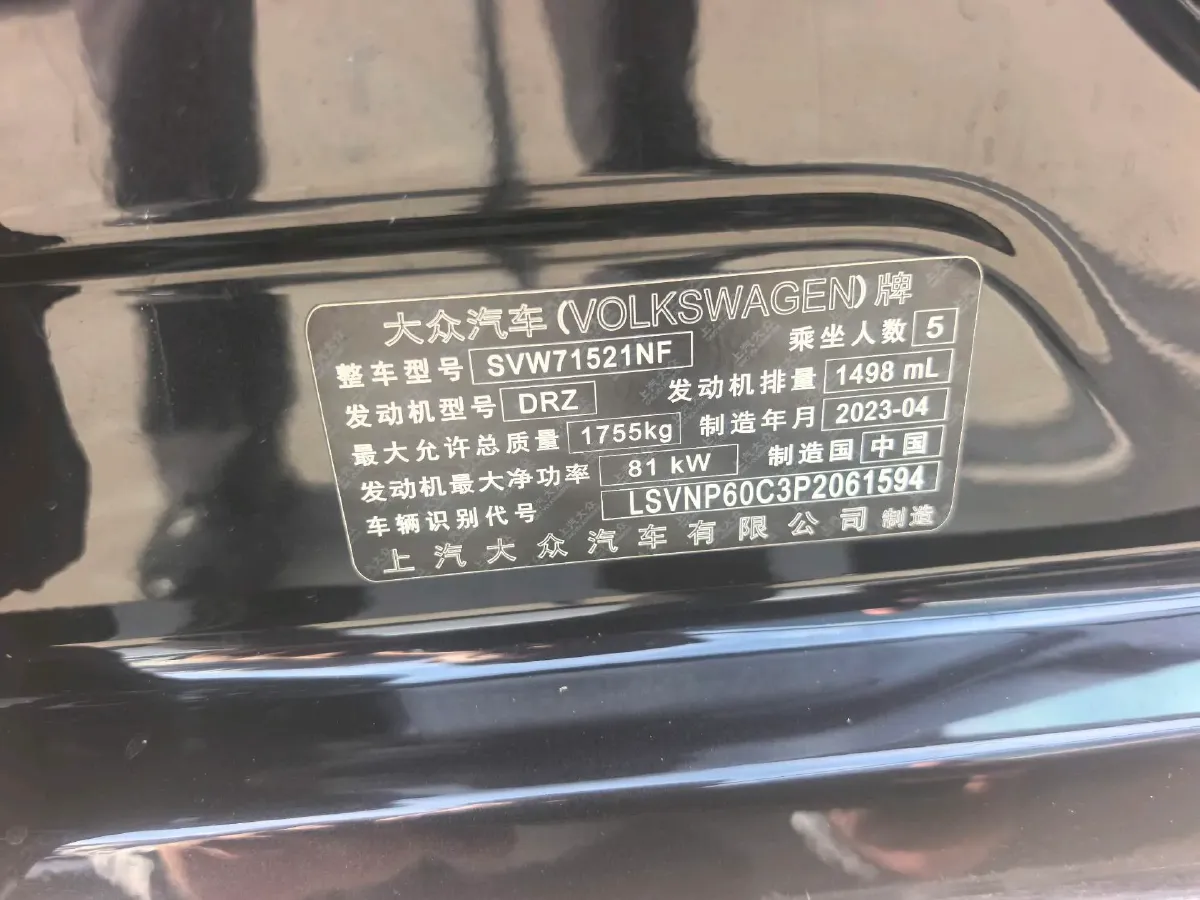 大众汽车(VOLKSWAGEN)牌
整车型号 SVW71521NF 乘坐人数 5
发动机型号 DRZ 发动机排量 1498 mL
最大允许总质量 1755kg 制造年月 2023-04
发动机最大净功率 81 kW 制造国 中国
车辆识别代号 LSVNP60C3P2061594
上汽大众汽车有限公司 制造